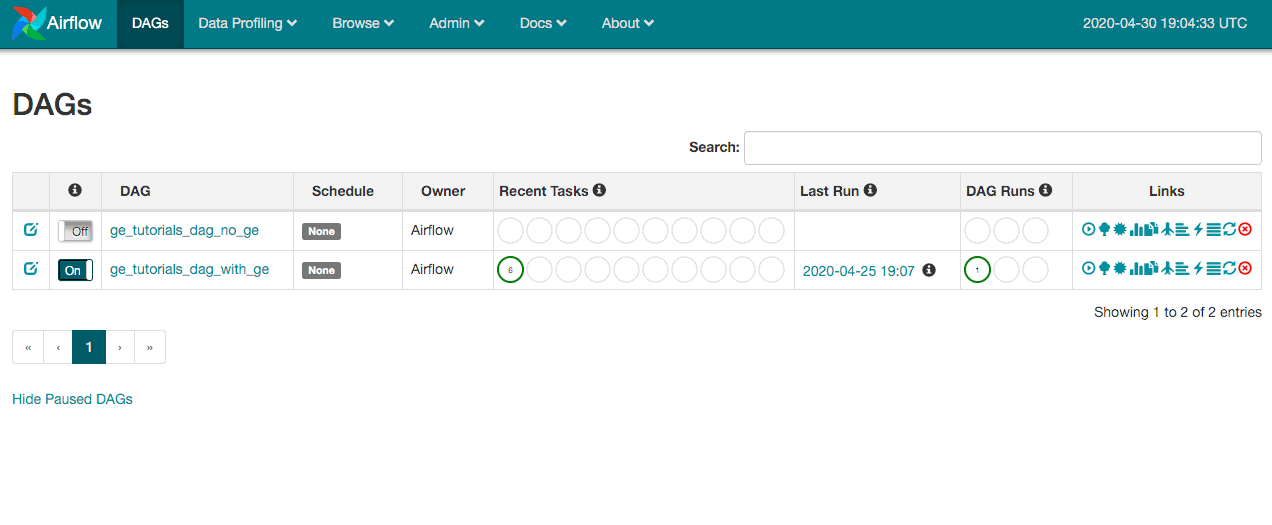 Airflow DAGs Data Profiling Browse Admin Docs About 2020-04-30 19:04:33 UTC
DAGs
Search:
DAG Schedule Owner Recent Tasks Last Run DAG Runs Links
Off ge_tutorials_dag_no_ge None Airflow
On ge_tutorials_dag_with_ge None Airflow 6 2020-04-25 19:07 1
Showing 1 to 2 of 2 entries
« ‹ 1 › »
Hide Paused DAGs